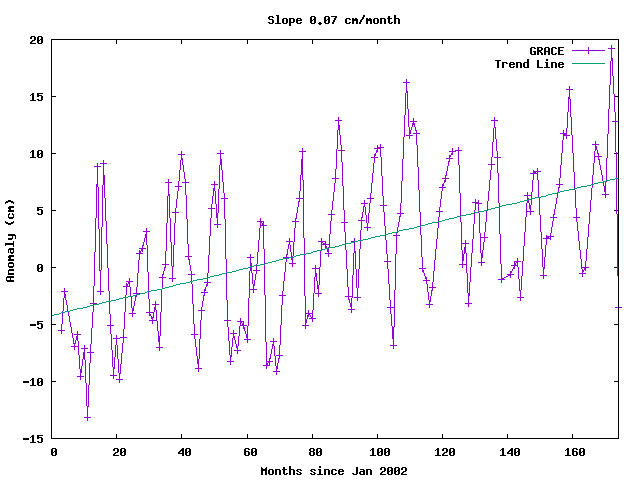 Slope 0.07 cm/month
GRACE
Trend Line
20
15
10
5
0
-5
-10
-15
Anomaly (cm)
0 20 40 60 80 100 120 140 160
Months since Jan 2002